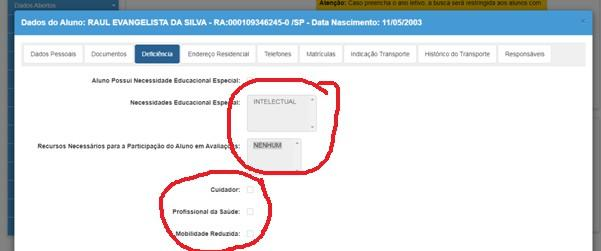 Dados Abertos
Atenção: Caso preencha o ano letivo, a busca será restringida aos alunos com
Dados do Aluno: RAUL EVANGELISTA DA SILVA - RA:000109346245-0 /SP - Data Nascimento: 11/05/2003
Dados Pessoais Documentos Deficiência Endereço Residencial Telefones Matrículas Indicação Transporte Histórico do Transporte Responsáveis
Aluno Possui Necessidade Educacional Especial:
Necessidades Educacional Especial: INTELECTUAL
Recursos Necessários para a Participação do Aluno em Avaliações: NENHUM
Cuidador:
Profissional da Saúde:
Mobilidade Reduzida: